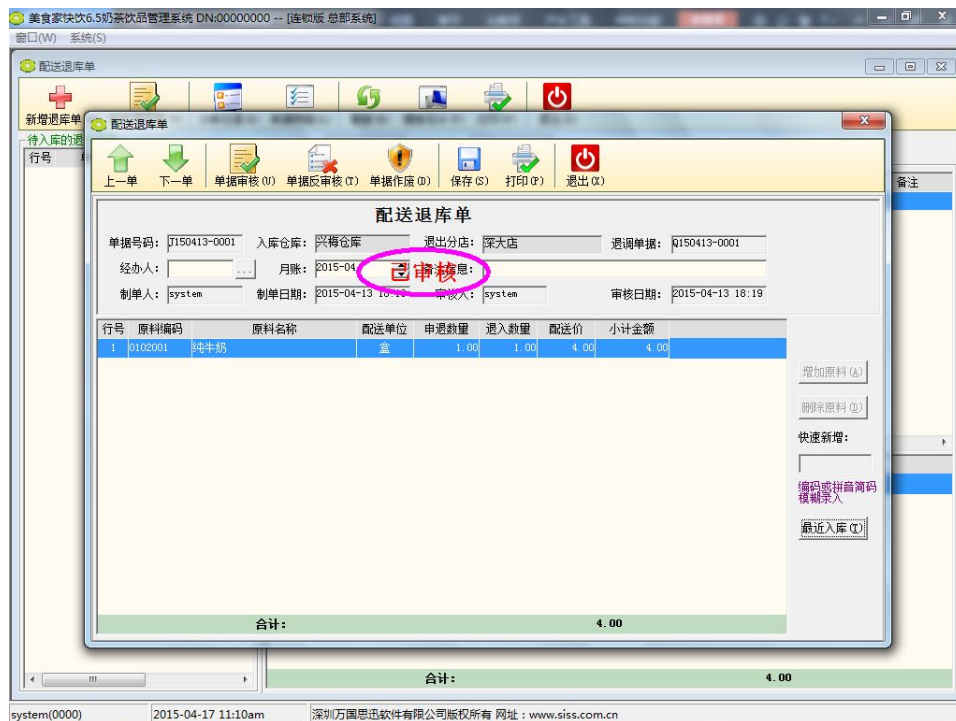 美食家快饮6.5奶茶饮品管理系统 DN:00000000 -- [连锁版 总部系统]
窗口(W) 系统(S)
配送退库单
新增退库单
待入库的退
行号
备注
配送退库单
上一单 下一单 单据审核(V) 单据反审核(T) 单据作废(D) 保存(S) 打印(P) 退出(X)
配送退库单
单据号码: J150413-0001 入库仓库: 兴梅仓库 退出分店: 深大店 退调单据: Q150413-0001
经办人: ... 月账: 2015-04 已审核 息:
制单人: system 制单日期: 2015-04-13 审核人: system 审核日期: 2015-04-13 18:19
行号 原料编码 原料名称 配送单位 申退数量 退入数量 配送价 小计金额
1 0102001 纯牛奶 盒 1.00 1.00 4.00 4.00
增加原料(A)
删除原料(D)
快速新增:
编码或拼音简码
模糊录入
最近入库(T)
合计: 4.00
合计: 4.00
system(0000) 2015-04-17 11:10am 深圳万国思迅软件有限公司版权所有 网址：www.siss.com.cn